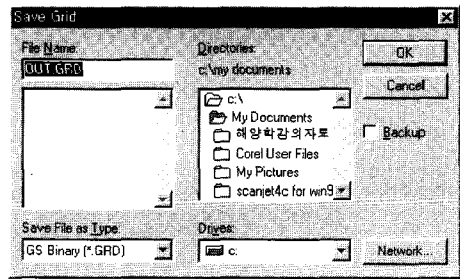 Save Grid
File Name:
OUT.GRD
Directories:
c:\my documents
OK
Cancel
c:\
My Documents
해양학강의자료
Corel User Files
My Pictures
scanjet4c for win9
Backup
Save File as Type:
GS Binary (*.GRD)
Drives:
c:
Network...